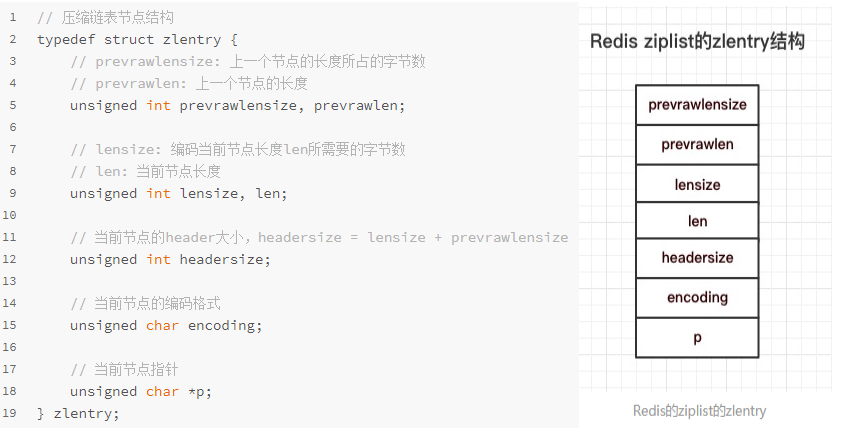 1 // 压缩链表节点结构
2 typedef struct zlentry {
3 // prevrawlensize: 上一个节点的长度所占的字节数
4 // prevrawlen: 上一个节点的长度
5 unsigned int prevrawlensize, prevrawlen;
6
7 // lensize: 编码当前节点长度len所需要的字节数
8 // len: 当前节点长度
9 unsigned int lensize, len;
10
11 // 当前节点的header大小，headersize = lensize + prevrawlensize
12 unsigned int headersize;
13
14 // 当前节点的编码格式
15 unsigned char encoding;
16
17 // 当前节点指针
18 unsigned char *p;
19 } zlentry;
Redis ziplist的zlentry结构
prevrawlensize
prevrawlen
lensize
len
headersize
encoding
p
Redis的ziplist的zlentry